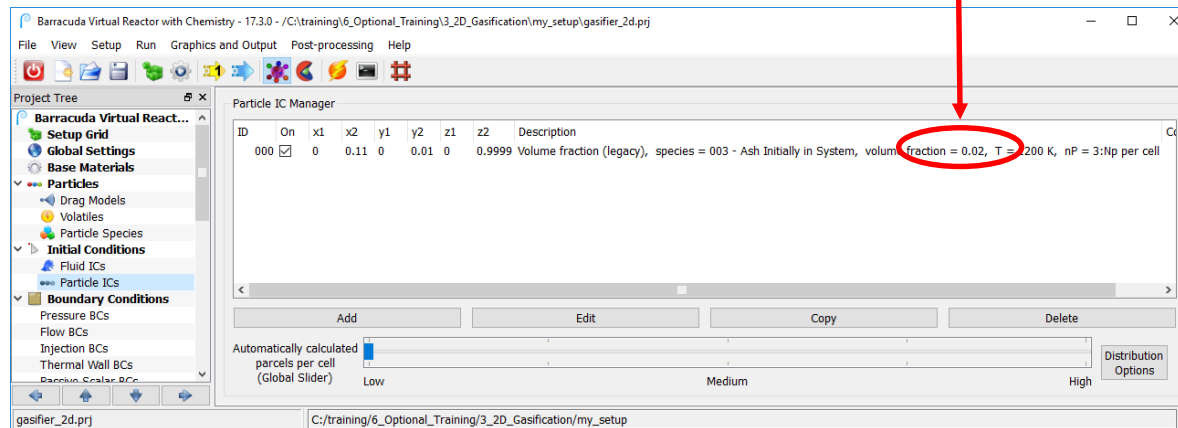 Barracuda Virtual Reactor with Chemistry - 17.3.0 - /C:\training\6_Optional_Training\3_2D_Gasification\my_setup\gasifier_2d.prj
File View Setup Run Graphics and Output Post-processing Help
Project Tree
Barracuda Virtual React...
Setup Grid
Global Settings
Base Materials
Particles
Drag Models
Volatiles
Particle Species
Initial Conditions
Fluid ICs
Particle ICs
Boundary Conditions
Pressure BCs
Flow BCs
Injection BCs
Thermal Wall BCs
Passive Scalar BCs
Particle IC Manager
ID On x1 x2 y1 y2 z1 z2 Description Co
000 0 0.11 0 0.01 0 0.9999 Volume fraction (legacy), species = 003 - Ash Initially in System, volume fraction = 0.02, T = 1200 K, nP = 3:Np per cell
Add Edit Copy Delete
Automatically calculated
parcels per cell
(Global Slider)
Low Medium High
Distribution
Options
gasifier_2d.prj C:/training/6_Optional_Training/3_2D_Gasification/my_setup